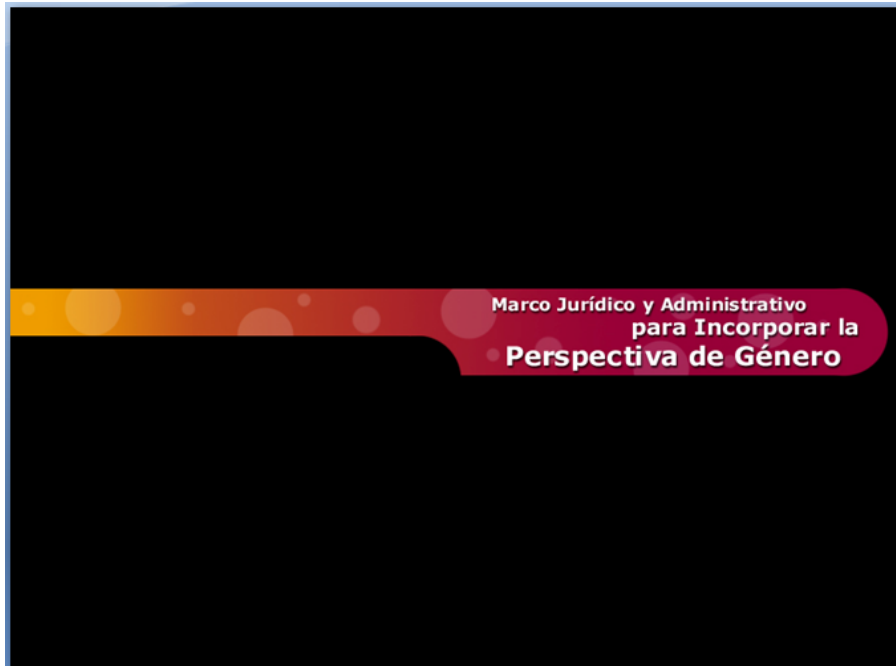 Marco Jurídico y Administrativo
para Incorporar la
Perspectiva de Género